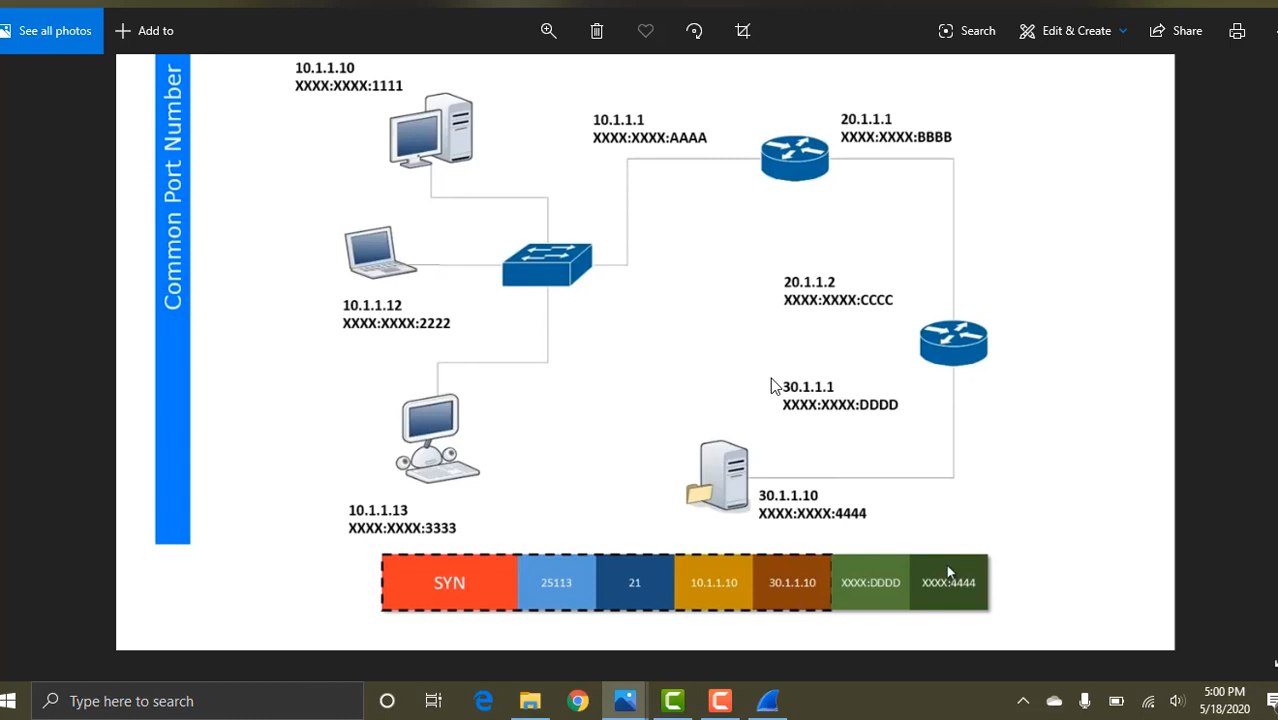 See all photos
Add to
Search
Edit & Create
Share
Common Port Number
10.1.1.10
XXXX:XXXX:1111
10.1.1.1
XXXX:XXXX:AAAA
20.1.1.1
XXXX:XXXX:BBBB
10.1.1.12
XXXX:XXXX:2222
20.1.1.2
XXXX:XXXX:CCCC
30.1.1.1
XXXX:XXXX:DDDD
10.1.1.13
XXXX:XXXX:3333
30.1.1.10
XXXX:XXXX:4444
SYN 25113 21 10.1.1.10 30.1.1.10 XXXX:DDDD XXXX:4444
Type here to search
5:00 PM
5/18/2020